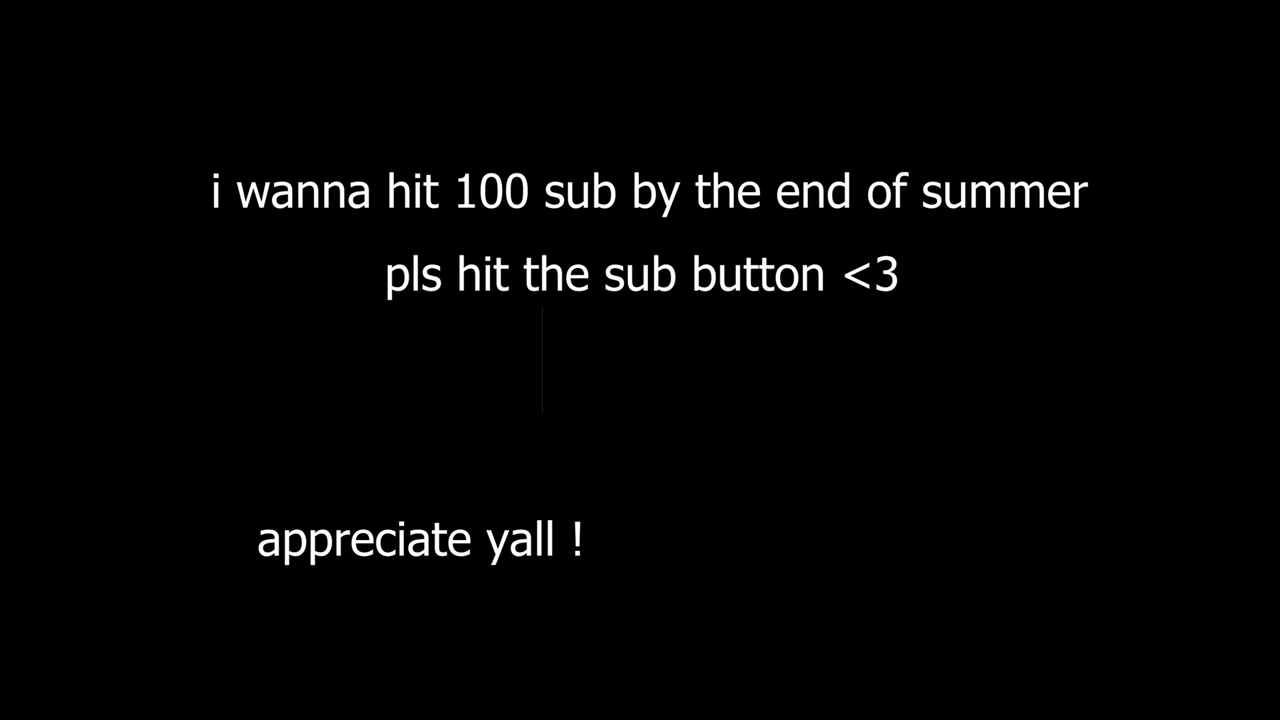 i wanna hit 100 sub by the end of summer
pls hit the sub button <3
appreciate yall !